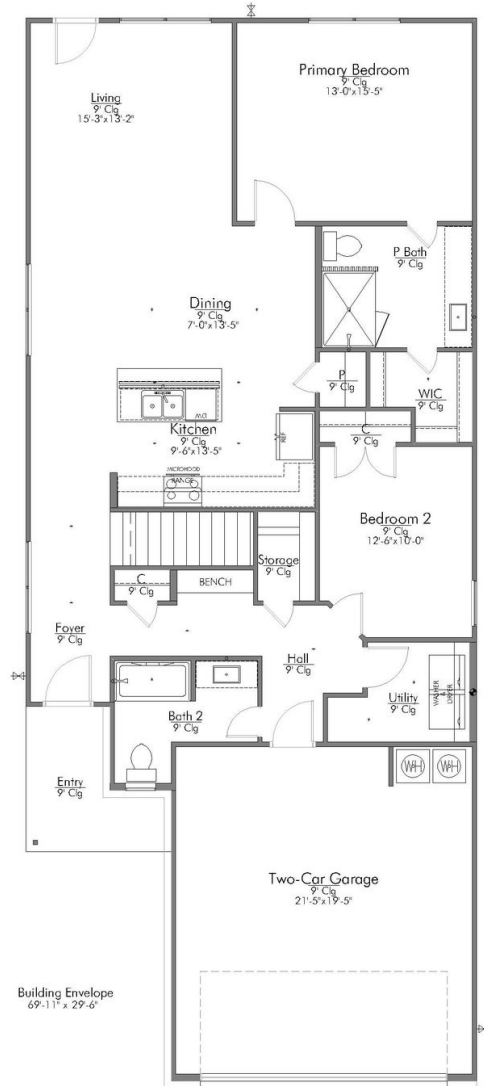 Living
9' Clg
15'-3"x13'-2"
Primary Bedroom
9' Clg
13'-0"x15'-5"
P Bath
9' Clg
Dining
9' Clg
7'-0"x13'-5"
P
9' Clg
WIC
9' Clg
DW
Kitchen
9' Clg
9'-6"x13'-5"
REF
C
9' Clg
MICROHOOD
RANGE
Bedroom 2
9' Clg
12'-6"x10'-0"
Storage
9' Clg
C
9' Clg
BENCH
Foyer
9' Clg
Hall
9' Clg
Utility
9' Clg
WASHER
DRYER
Bath 2
9' Clg
WH
WH
Entry
9' Clg
Two-Car Garage
9' Clg
21'-5"x19'-5"
Building Envelope
69'-11" x 29'-6"